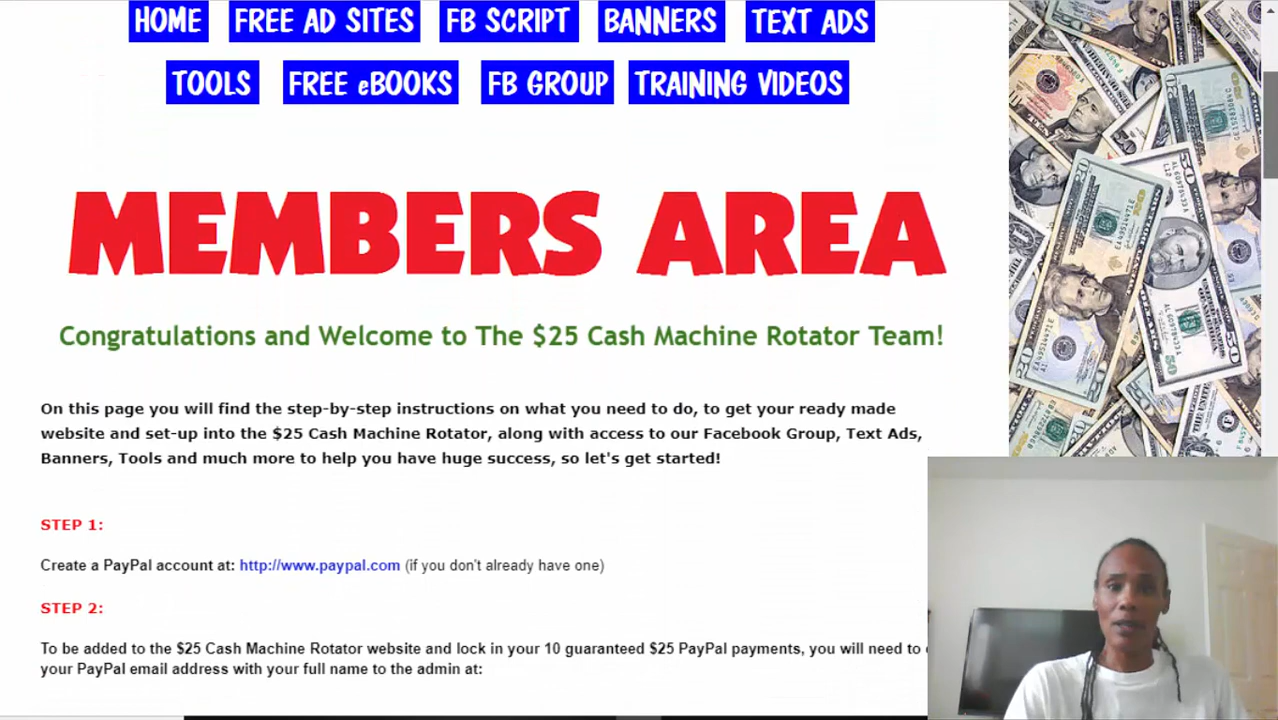 HOME FREE AD SITES FB SCRIPT BANNERS TEXT ADS
TOOLS FREE eBOOKS FB GROUP TRAINING VIDEOS
MEMBERS AREA
Congratulations and Welcome to The $25 Cash Machine Rotator Team!
On this page you will find the step-by-step instructions on what you need to do, to get your ready made
website and set-up into the $25 Cash Machine Rotator, along with access to our Facebook Group, Text Ads,
Banners, Tools and much more to help you have huge success, so let's get started!
STEP 1:
Create a PayPal account at: http://www.paypal.com (if you don't already have one)
STEP 2:
To be added to the $25 Cash Machine Rotator website and lock in your 10 guaranteed $25 PayPal payments, you will need to
your PayPal email address with your full name to the admin at: